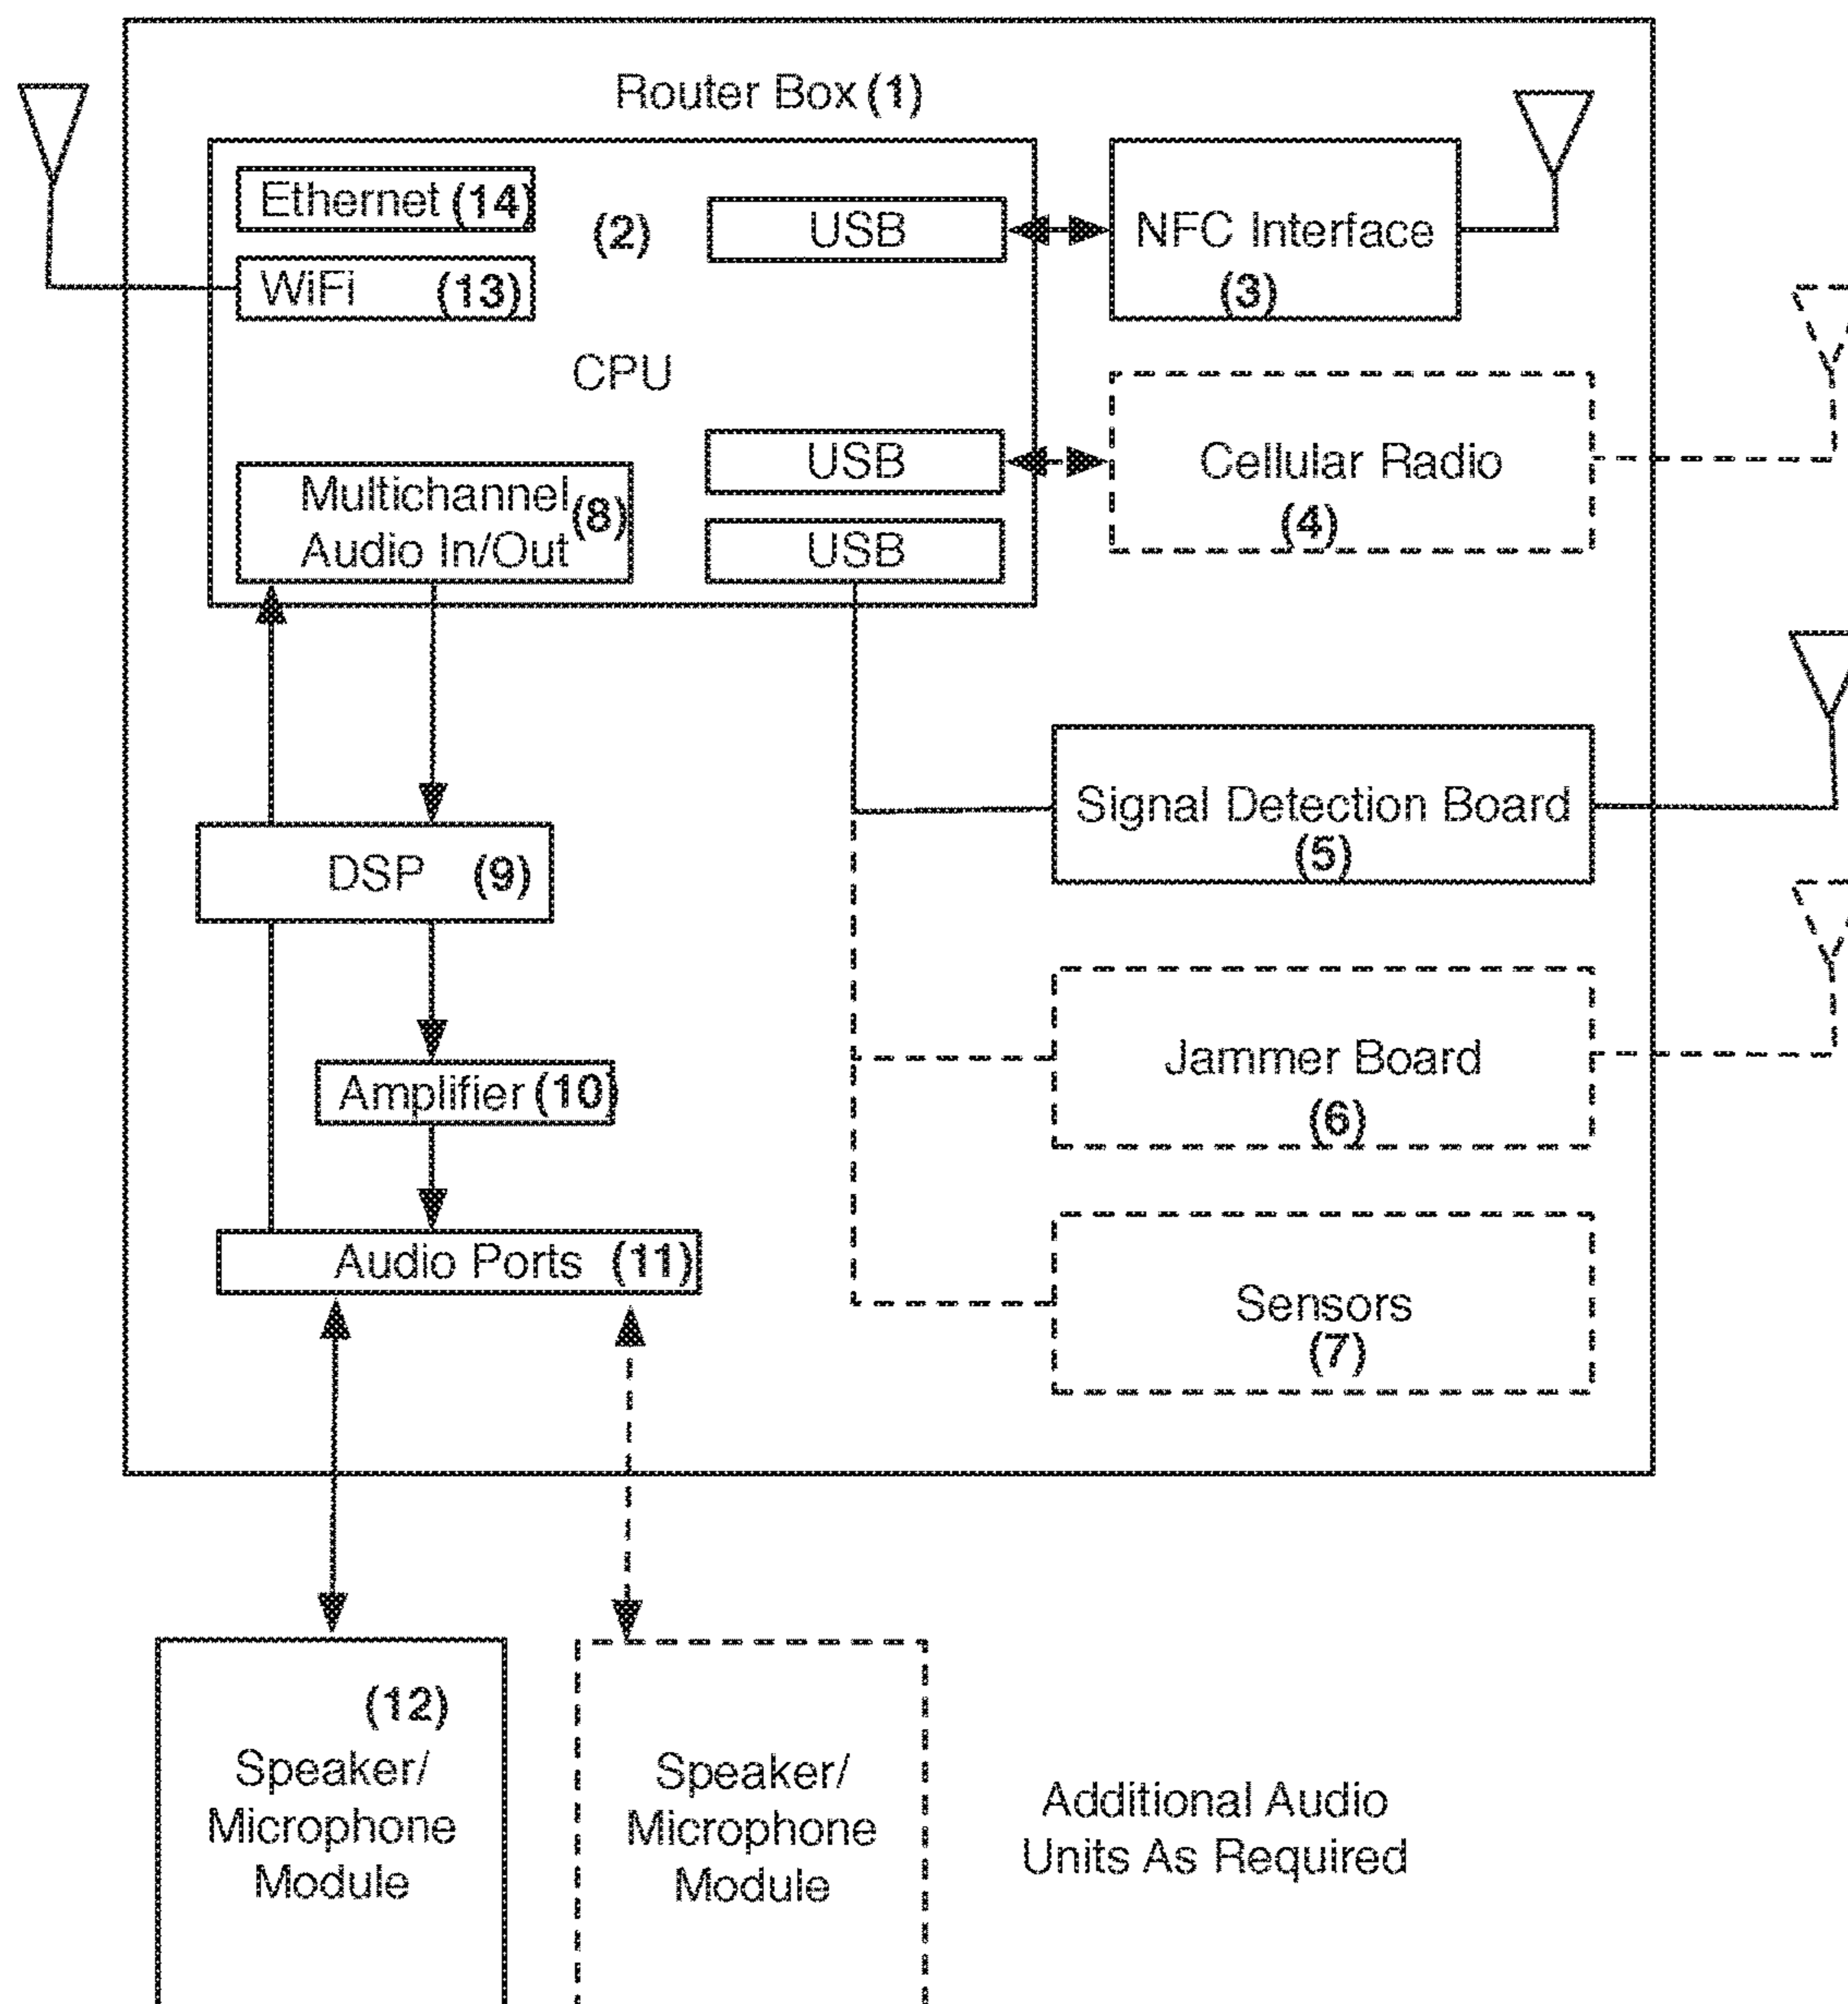 Router Box (1)
Ethernet (14)
(2)
USB
NFC Interface
(3)
WiFi (13)
CPU
USB
Cellular Radio
(4)
Multichannel
Audio In/Out
(8)
USB
Signal Detection Board
(5)
DSP (9)
Jammer Board
(6)
Amplifier (10)
Audio Ports (11)
Sensors
(7)
(12)
Speaker/
Microphone
Module
Speaker/
Microphone
Module
Additional Audio
Units As Required